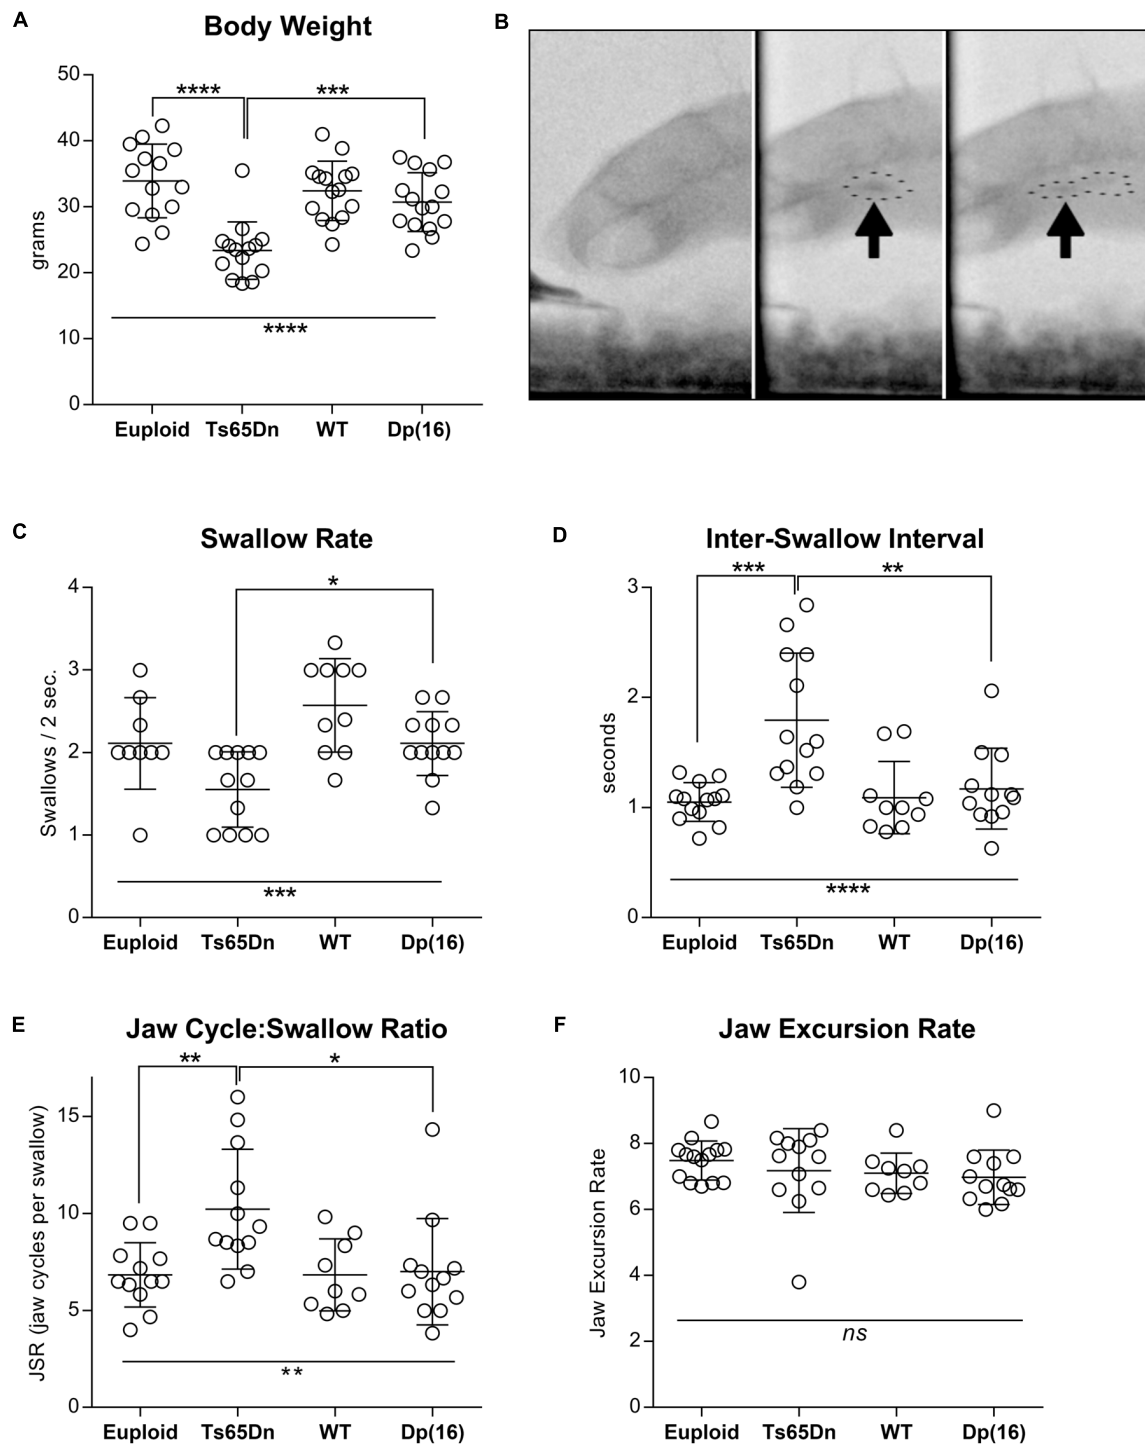 A
Body Weight
B
50
40
30
20
10
0
grams
****
***
****
Euploid Ts65Dn WT Dp(16)
C
Swallow Rate
4
3
2
1
0
Swallows / 2 sec.
*
***
Euploid Ts65Dn WT Dp(16)
D
Inter-Swallow Interval
3
2
1
0
seconds
***
**
****
Euploid Ts65Dn WT Dp(16)
E
Jaw Cycle:Swallow Ratio
15
10
5
0
JSR (jaw cycles per swallow)
**
*
**
Euploid Ts65Dn WT Dp(16)
F
Jaw Excursion Rate
10
8
6
4
2
0
Jaw Excursion Rate
ns
Euploid Ts65Dn WT Dp(16)